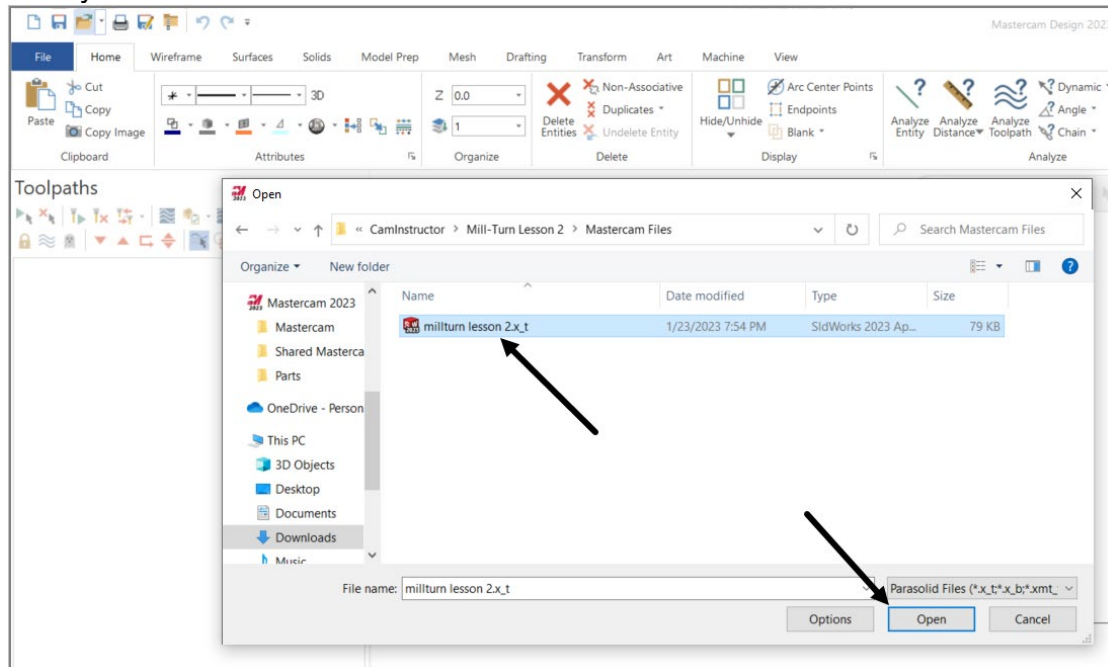 Mastercam Design 202
File Home Wireframe Surfaces Solids Model Prep Mesh Drafting Transform Art Machine View
Paste
Cut
Copy
Copy Image
Clipboard
3D
Attributes
Z 0.0
1
Organize
Delete Entities
Non-Associative
Duplicates
Undelete Entity
Delete
Hide/Unhide
Arc Center Points
Endpoints
Blank
Display
Analyze Entity
Analyze Distance
Analyze Toolpath
Dynamic
Angle
Chain
Analyze
Toolpaths
Open
« CamInstructor > Mill-Turn Lesson 2 > Mastercam Files
Search Mastercam Files
Organize New folder
Mastercam 2023
Mastercam
Shared Masterca
Parts
OneDrive - Person
This PC
3D Objects
Desktop
Documents
Downloads
Music
Name Date modified Type Size
millturn lesson 2.x_t 1/23/2023 7:54 PM SldWorks 2023 Ap... 79 KB
File name: millturn lesson 2.x_t Parasolid Files (*.x_t;*.x_b;*.xmt_
Options Open Cancel